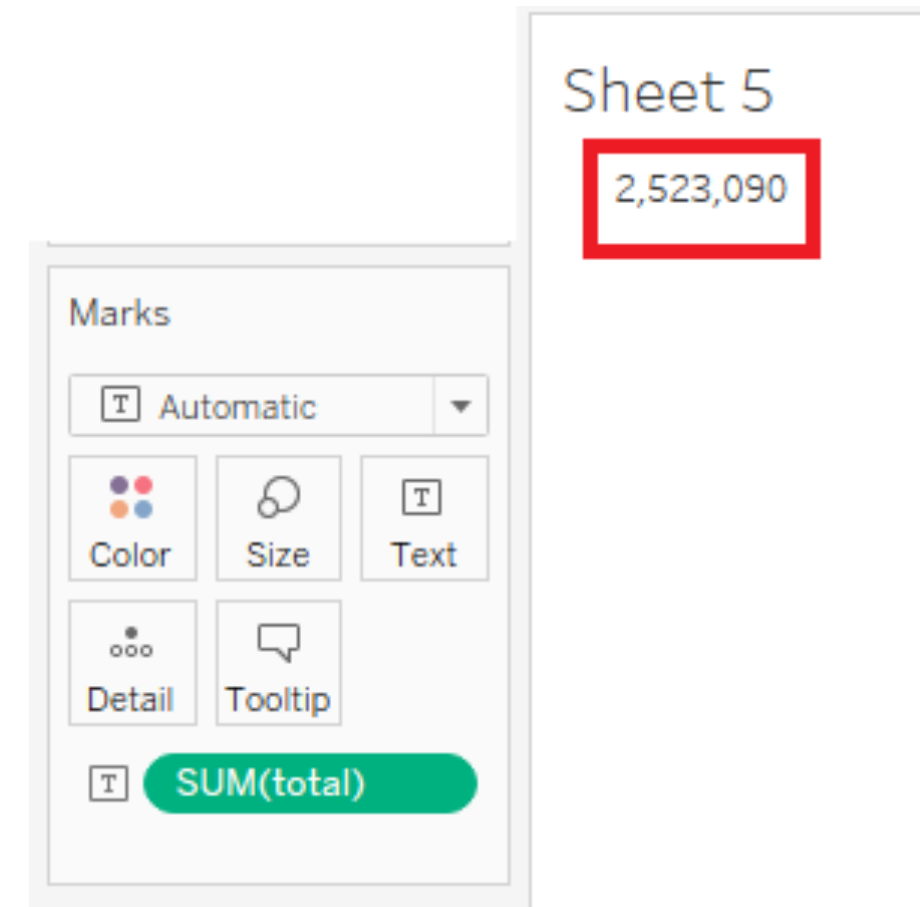 Sheet 5
2,523,090
Marks
T Automatic
Color Size T Text
Detail Tooltip
T SUM(total)